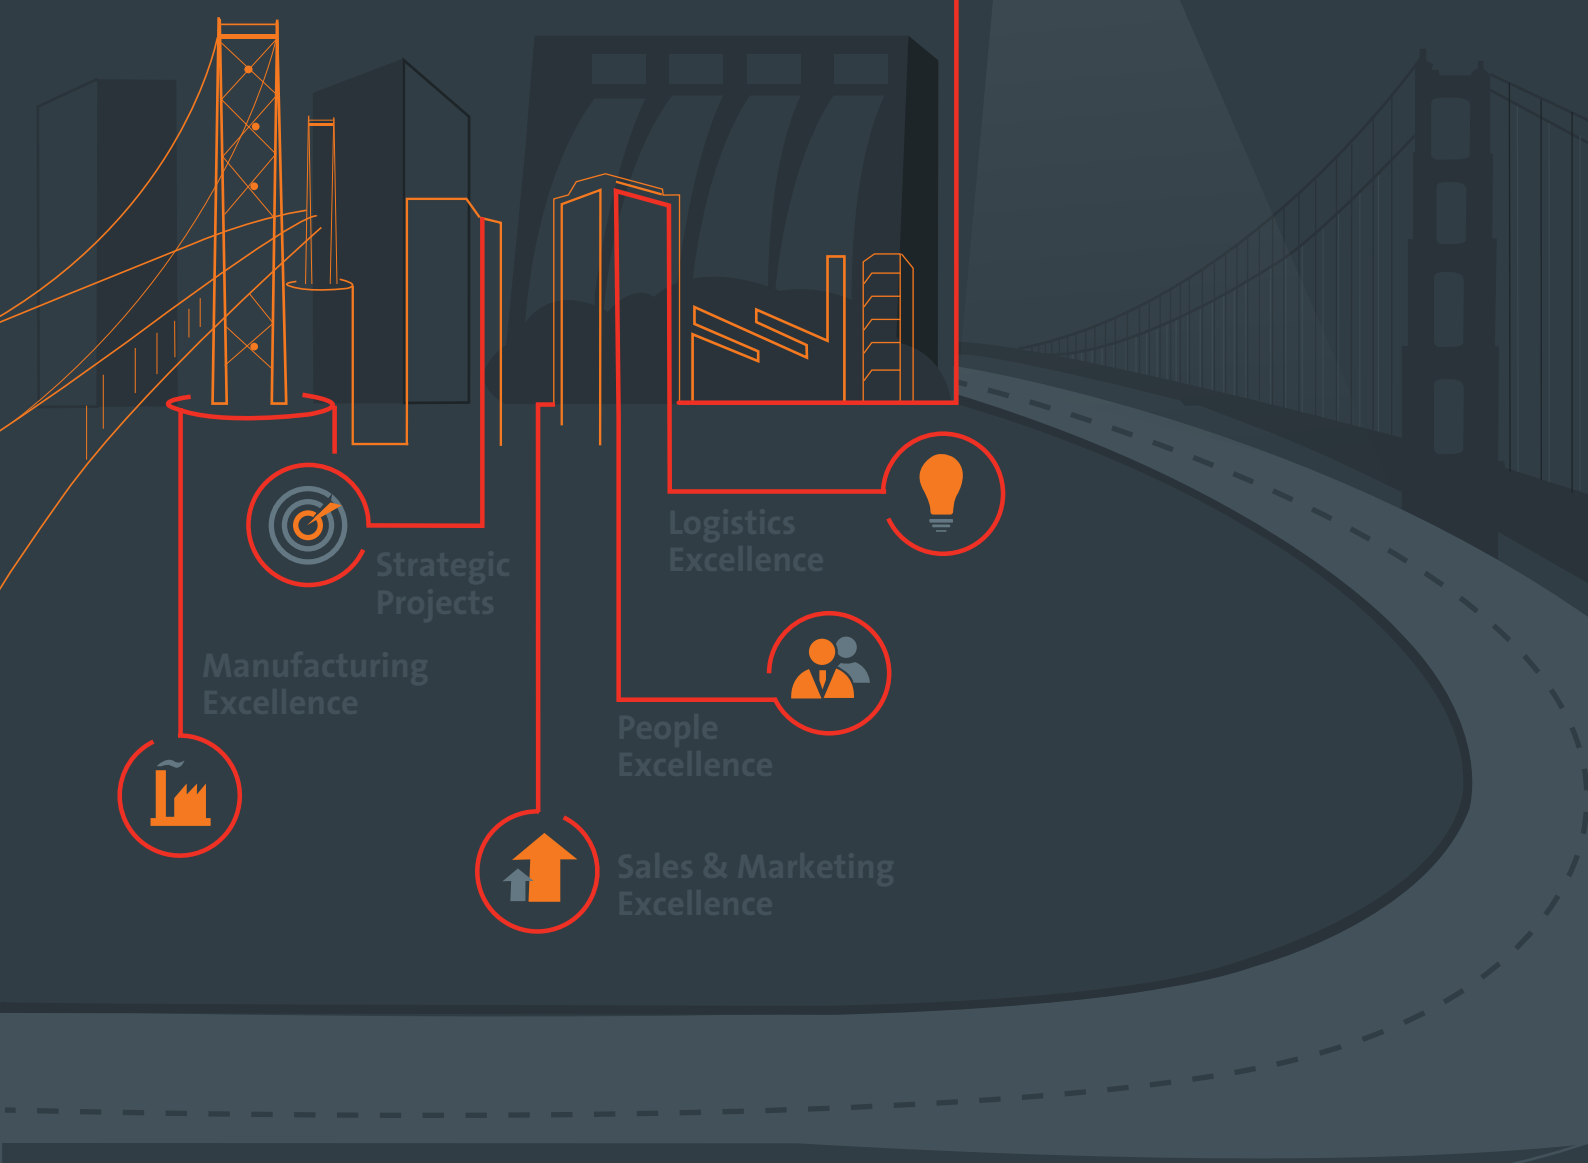 Logistics
Excellence
Strategic
Projects
Manufacturing
Excellence
People
Excellence
Sales & Marketing
Excellence